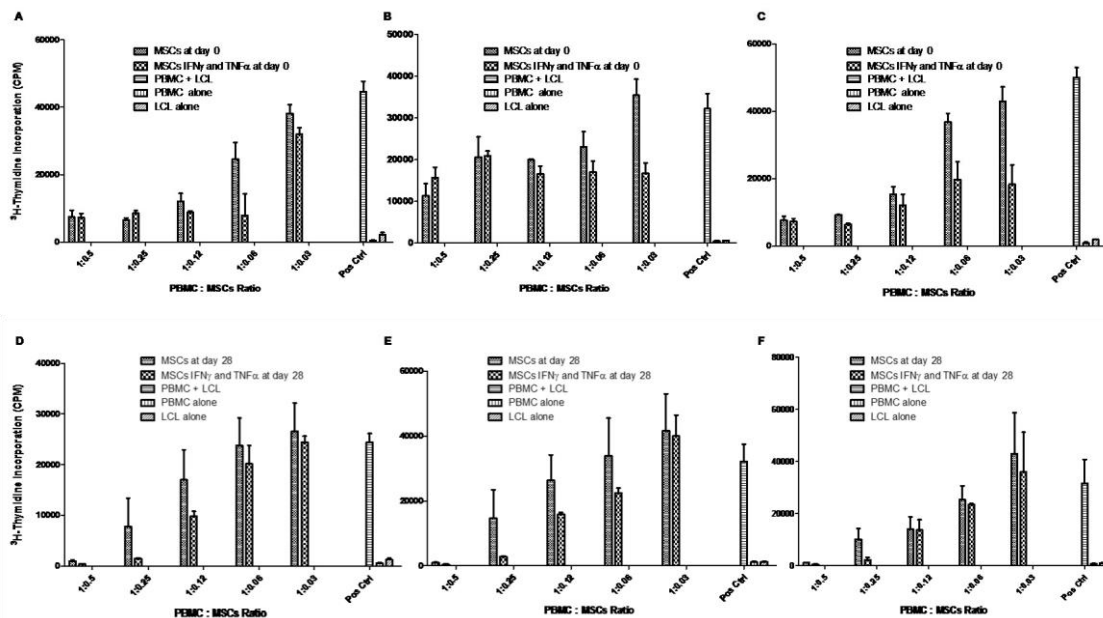 A
³H-Thymidine Incorporation (CPM)
60000
40000
20000
0
MSCs at day 0
MSCs IFNγ and TNFα at day 0
PBMC + LCL
PBMC alone
LCL alone
1:0.5
1:0.25
1:0.12
1:0.06
1:0.03
Pos Ctrl
PBMC : MSCs Ratio
B
50000
40000
30000
20000
10000
0
MSCs at day 0
MSCs IFNγ and TNFα at day 0
PBMC + LCL
PBMC alone
LCL alone
1:0.5
1:0.25
1:0.12
1:0.06
1:0.03
Pos Ctrl
PBMC : MSCs Ratio
C
60000
40000
20000
0
MSCs at day 0
MSCs IFNγ and TNFα at day 0
PBMC + LCL
PBMC alone
LCL alone
1:0.5
1:0.25
1:0.12
1:0.06
1:0.03
Pos Ctrl
PBMC : MSCs Ratio
D
³H-Thymidine Incorporation (CPM)
40000
30000
20000
10000
0
MSCs at day 28
MSCs IFNγ and TNFα at day 28
PBMC + LCL
PBMC alone
LCL alone
1:0.5
1:0.25
1:0.12
1:0.06
1:0.03
Pos Ctrl
PBMC : MSCs Ratio
E
60000
40000
20000
0
MSCs at day 28
MSCs IFNγ and TNFα at day 28
PBMC + LCL
PBMC alone
LCL alone
1:0.5
1:0.25
1:0.12
1:0.06
1:0.03
Pos Ctrl
PBMC : MSCs Ratio
F
80000
60000
40000
20000
0
MSCs at day 28
MSCs IFNγ and TNFα at day 28
PBMC + LCL
PBMC alone
LCL alone
1:0.5
1:0.25
1:0.12
1:0.06
1:0.03
Pos Ctrl
PBMC : MSCs Ratio